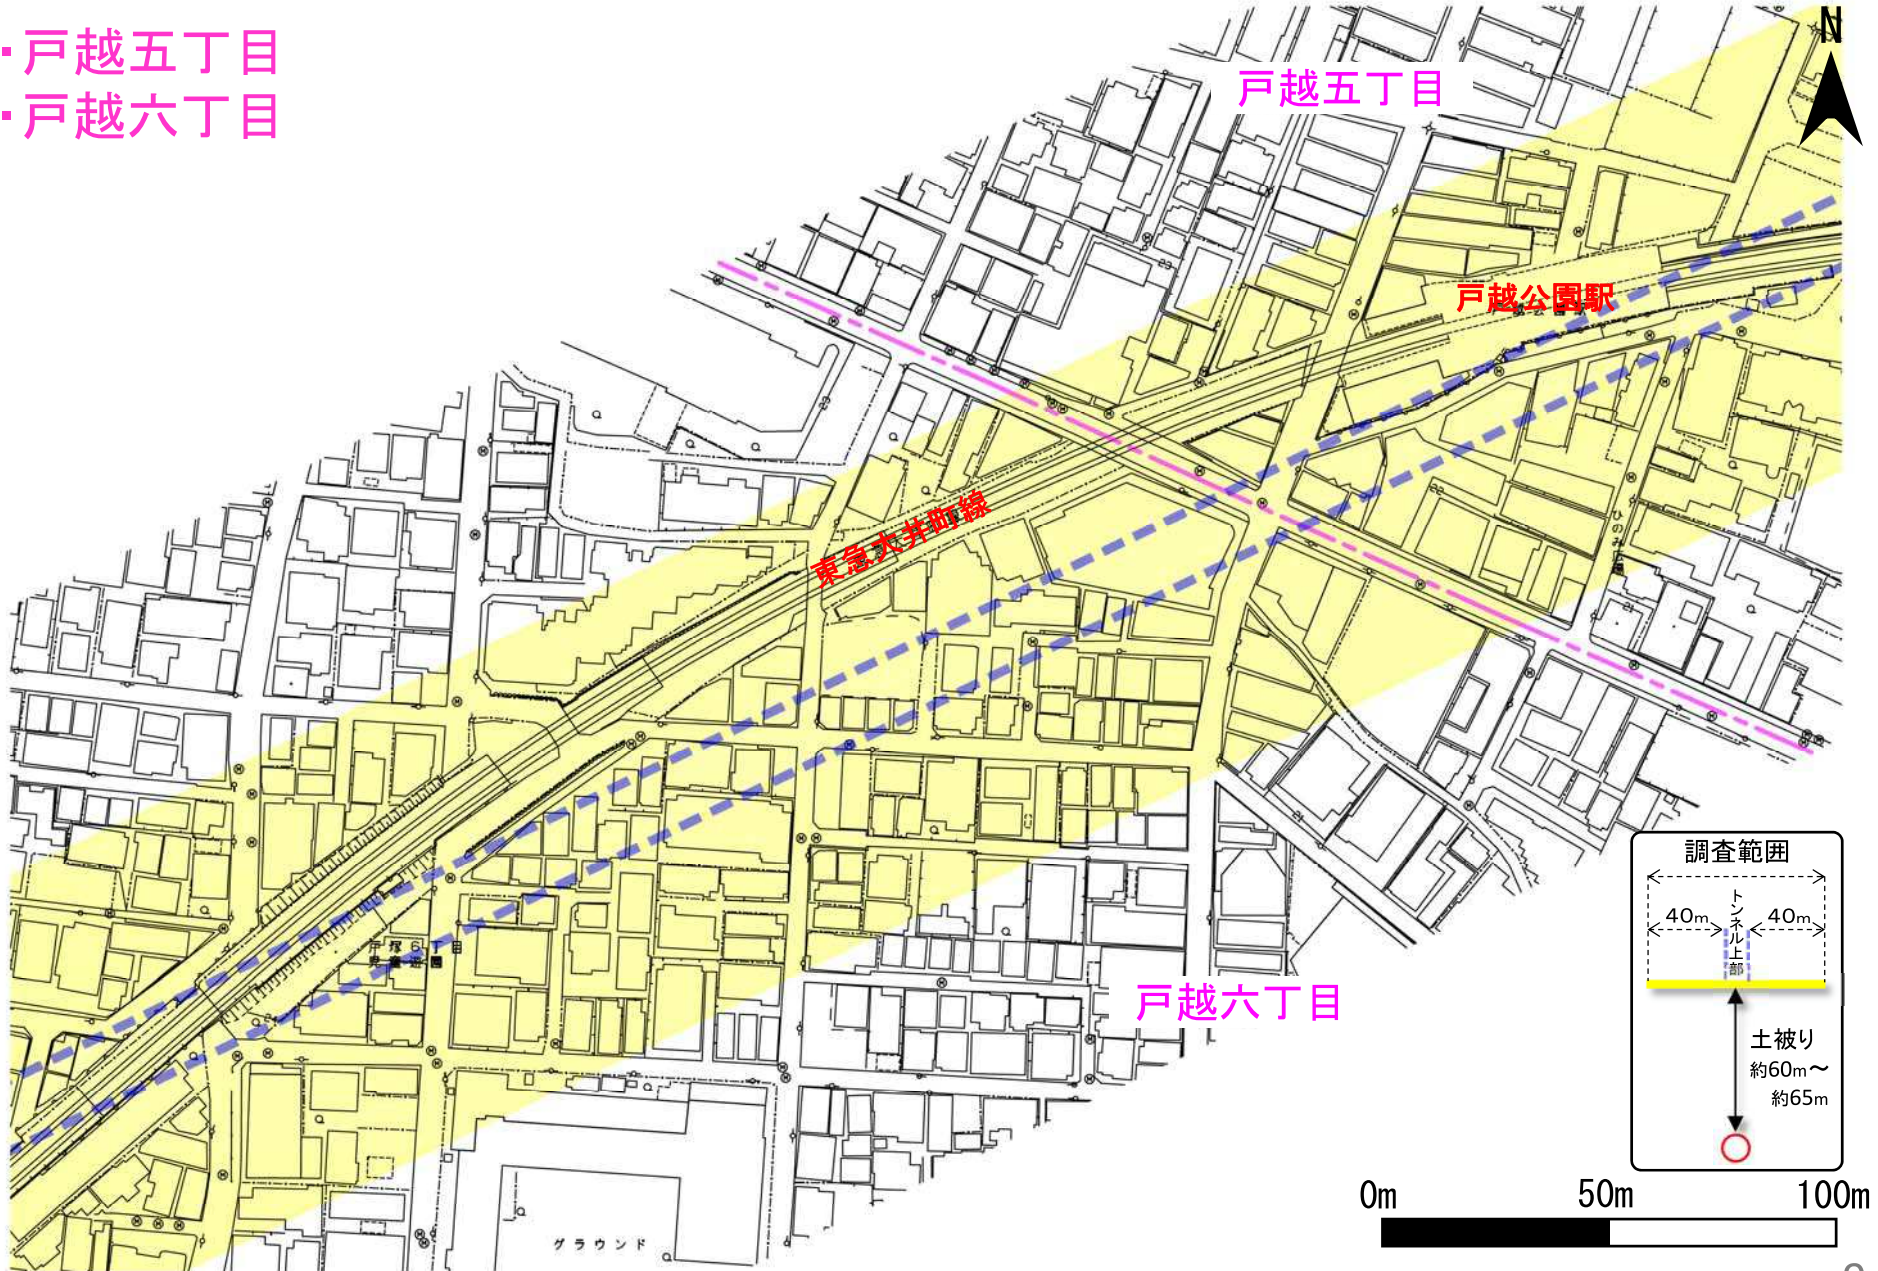 ・戸越五丁目
・戸越六丁目
N
戸越五丁目
戸越公園駅
東急大井町線
戸越六丁目
グラウンド
調査範囲
40m
トンネル上部
40m
土被り
約60m～
約65m
0m
50m
100m